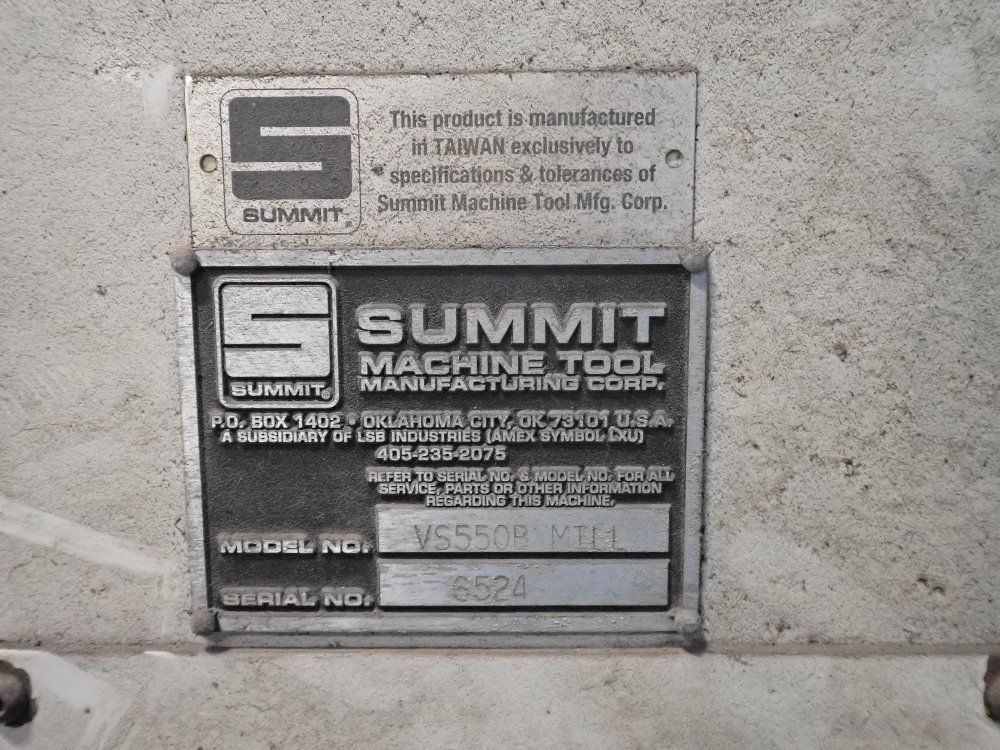 SUMMIT®
This product is manufactured
in TAIWAN exclusively to
specifications & tolerances of
Summit Machine Tool Mfg. Corp.
SUMMIT®
SUMMIT
MACHINE TOOL
MANUFACTURING CORP.
P.O. BOX 1402 • OKLAHOMA CITY, OK 73101 U.S.A.
A SUBSIDIARY OF LSB INDUSTRIES (AMEX SYMBOL LXU)
405-235-2075
REFER TO SERIAL NO. & MODEL NO. FOR ALL
SERVICE, PARTS OR OTHER INFORMATION
REGARDING THIS MACHINE.
MODEL NO. VS550B
SERIAL NO. 6524